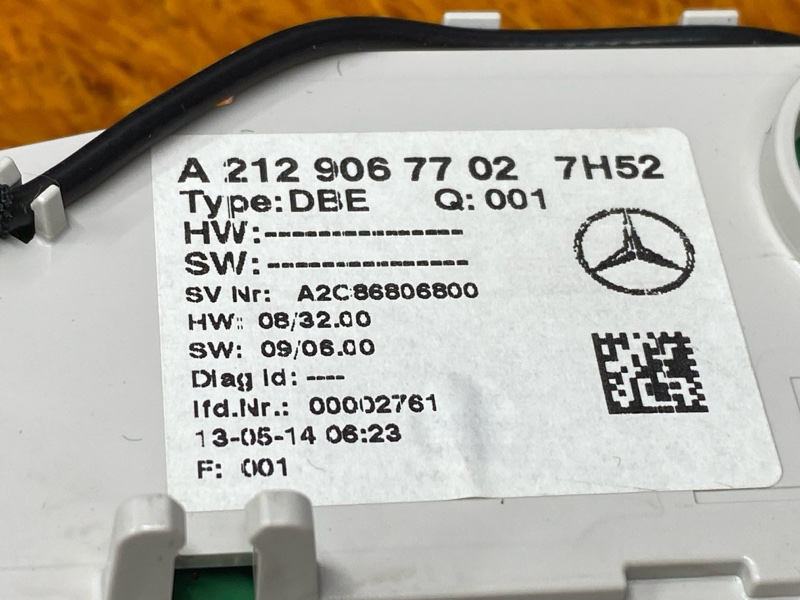 A 212 906 77 02 7H52
Type: DBE Q: 001
HW:---------------
SW:---------------
SV Nr: A2C86806800
HW: 08/32.00
SW: 09/06.00
Diag Id: ----
lfd.Nr.: 00002761
13-05-14 06:23
F: 001